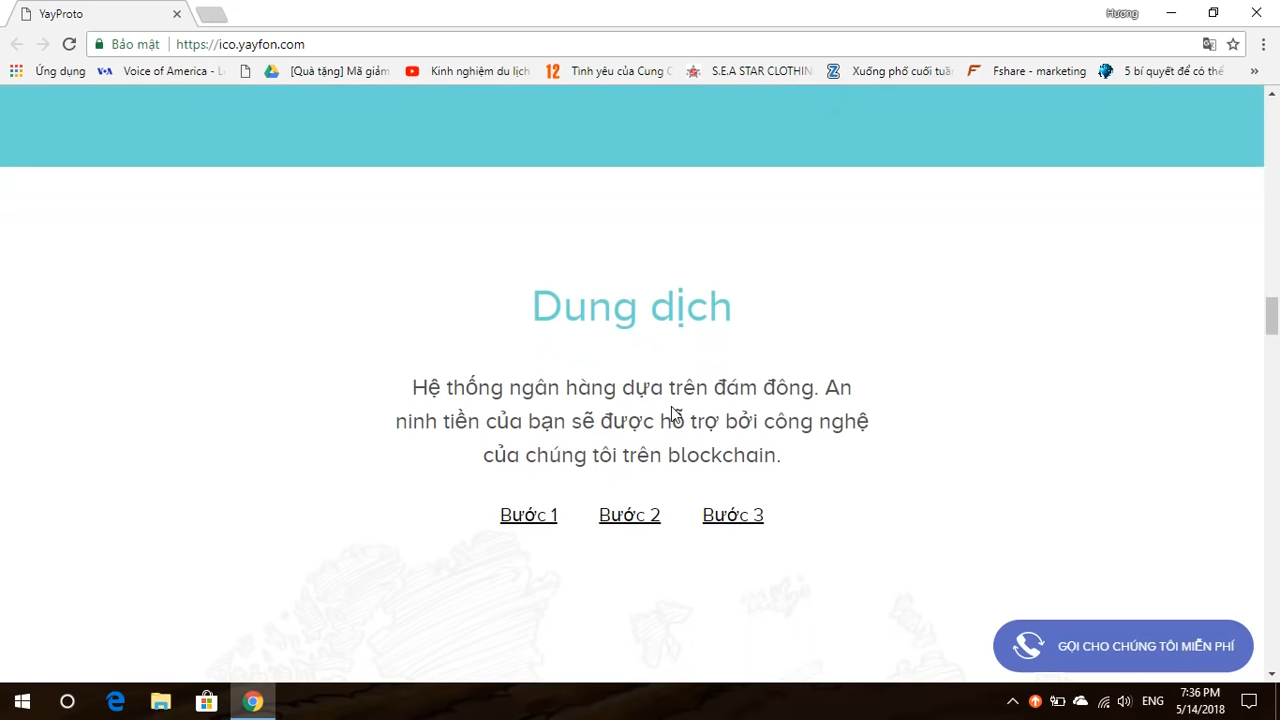 YayProto
Hương
Bảo mật
https://ico.yayfon.com
Ứng dụng
Voice of America - L
[Quà tặng] Mã giảm
Kinh nghiệm du lịch
12
Tình yêu của Cung
S.E.A STAR CLOTHIN
Xuống phố cuối tuần
Fshare - marketing
5 bí quyết để có thể
»
Dung dịch
Hệ thống ngân hàng dựa trên đám đông. An
ninh tiền của bạn sẽ được hỗ trợ bởi công nghệ
của chúng tôi trên blockchain.
Bước 1
Bước 2
Bước 3
GỌI CHO CHÚNG TÔI MIỄN PHÍ
ENG
7:36 PM
5/14/2018